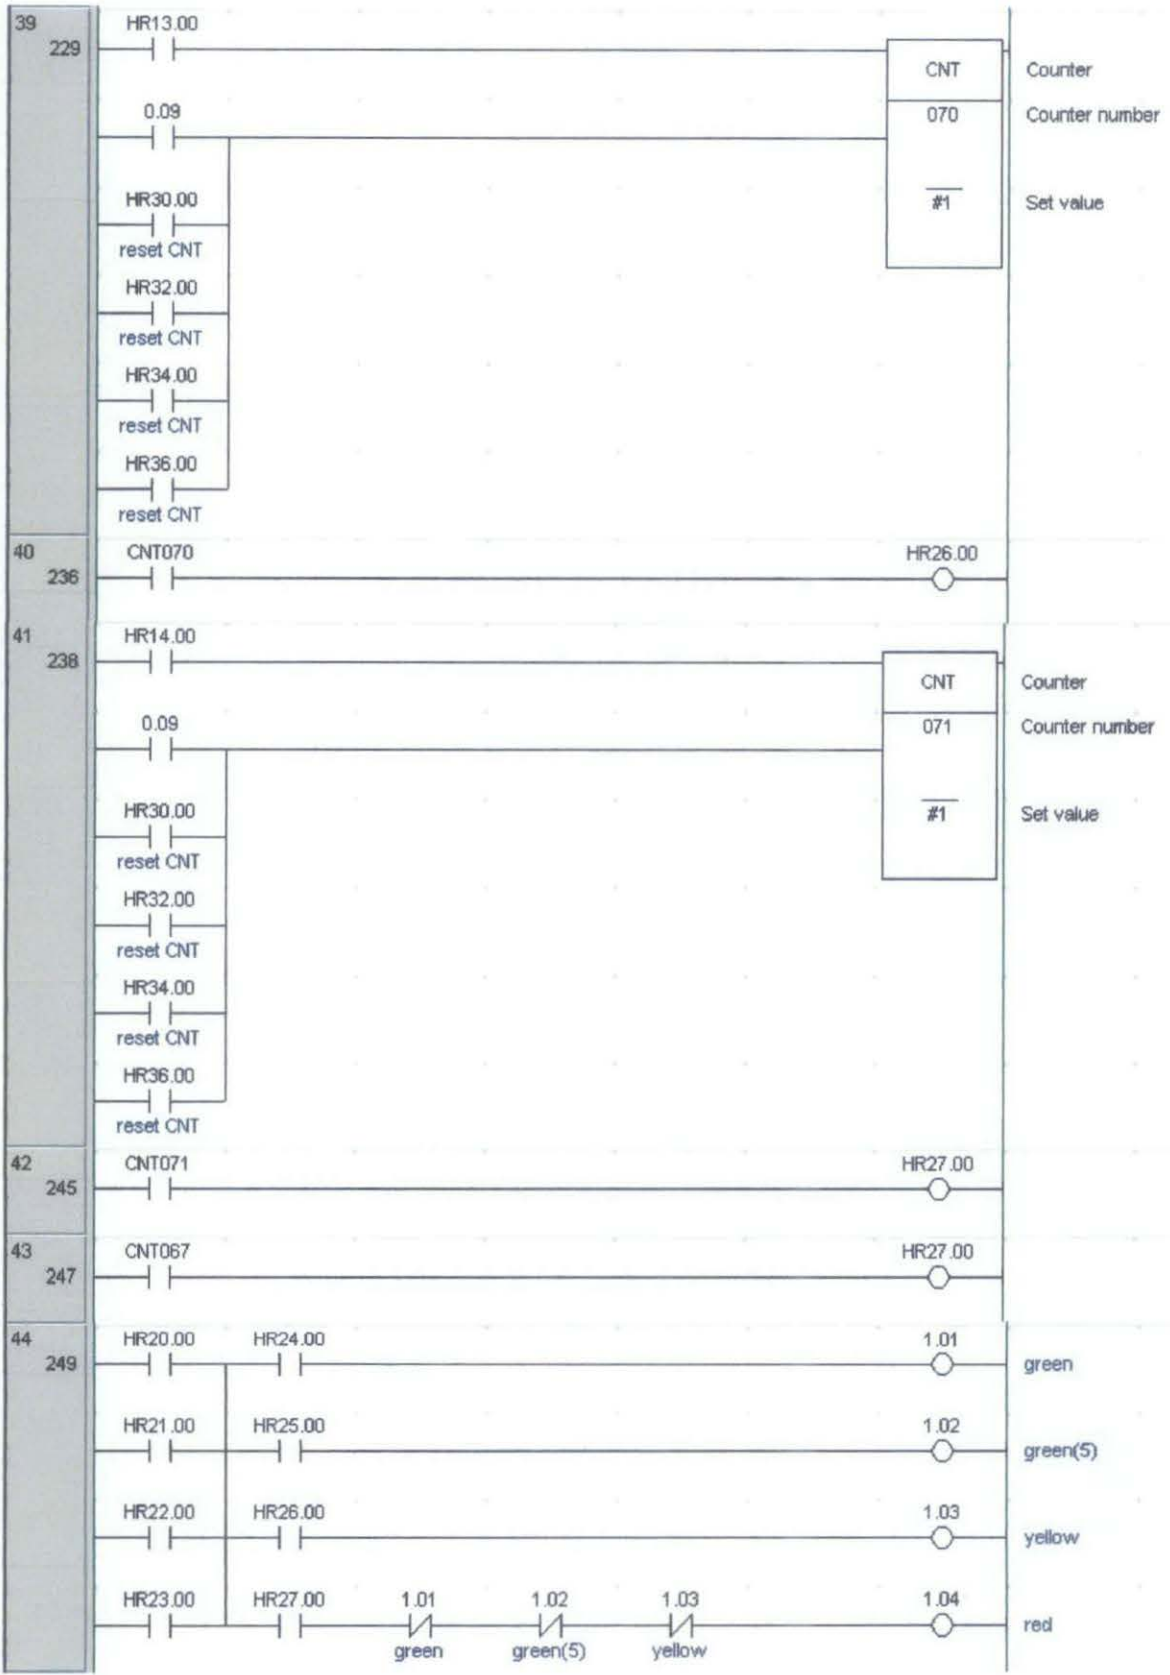 39
229
HR13.00
CNT Counter
0.09
070 Counter number
HR30.00
#1 Set value
reset CNT
HR32.00
reset CNT
HR34.00
reset CNT
HR36.00
reset CNT
40
236
CNT070 HR26.00
41
238
HR14.00
CNT Counter
0.09
071 Counter number
HR30.00
#1 Set value
reset CNT
HR32.00
reset CNT
HR34.00
reset CNT
HR36.00
reset CNT
42
245
CNT071 HR27.00
43
247
CNT067 HR27.00
44
249
HR20.00 HR24.00 1.01
green
HR21.00 HR25.00 1.02
green(5)
HR22.00 HR26.00 1.03
yellow
HR23.00 HR27.00 1.01 1.02 1.03 1.04
red
green green(5) yellow